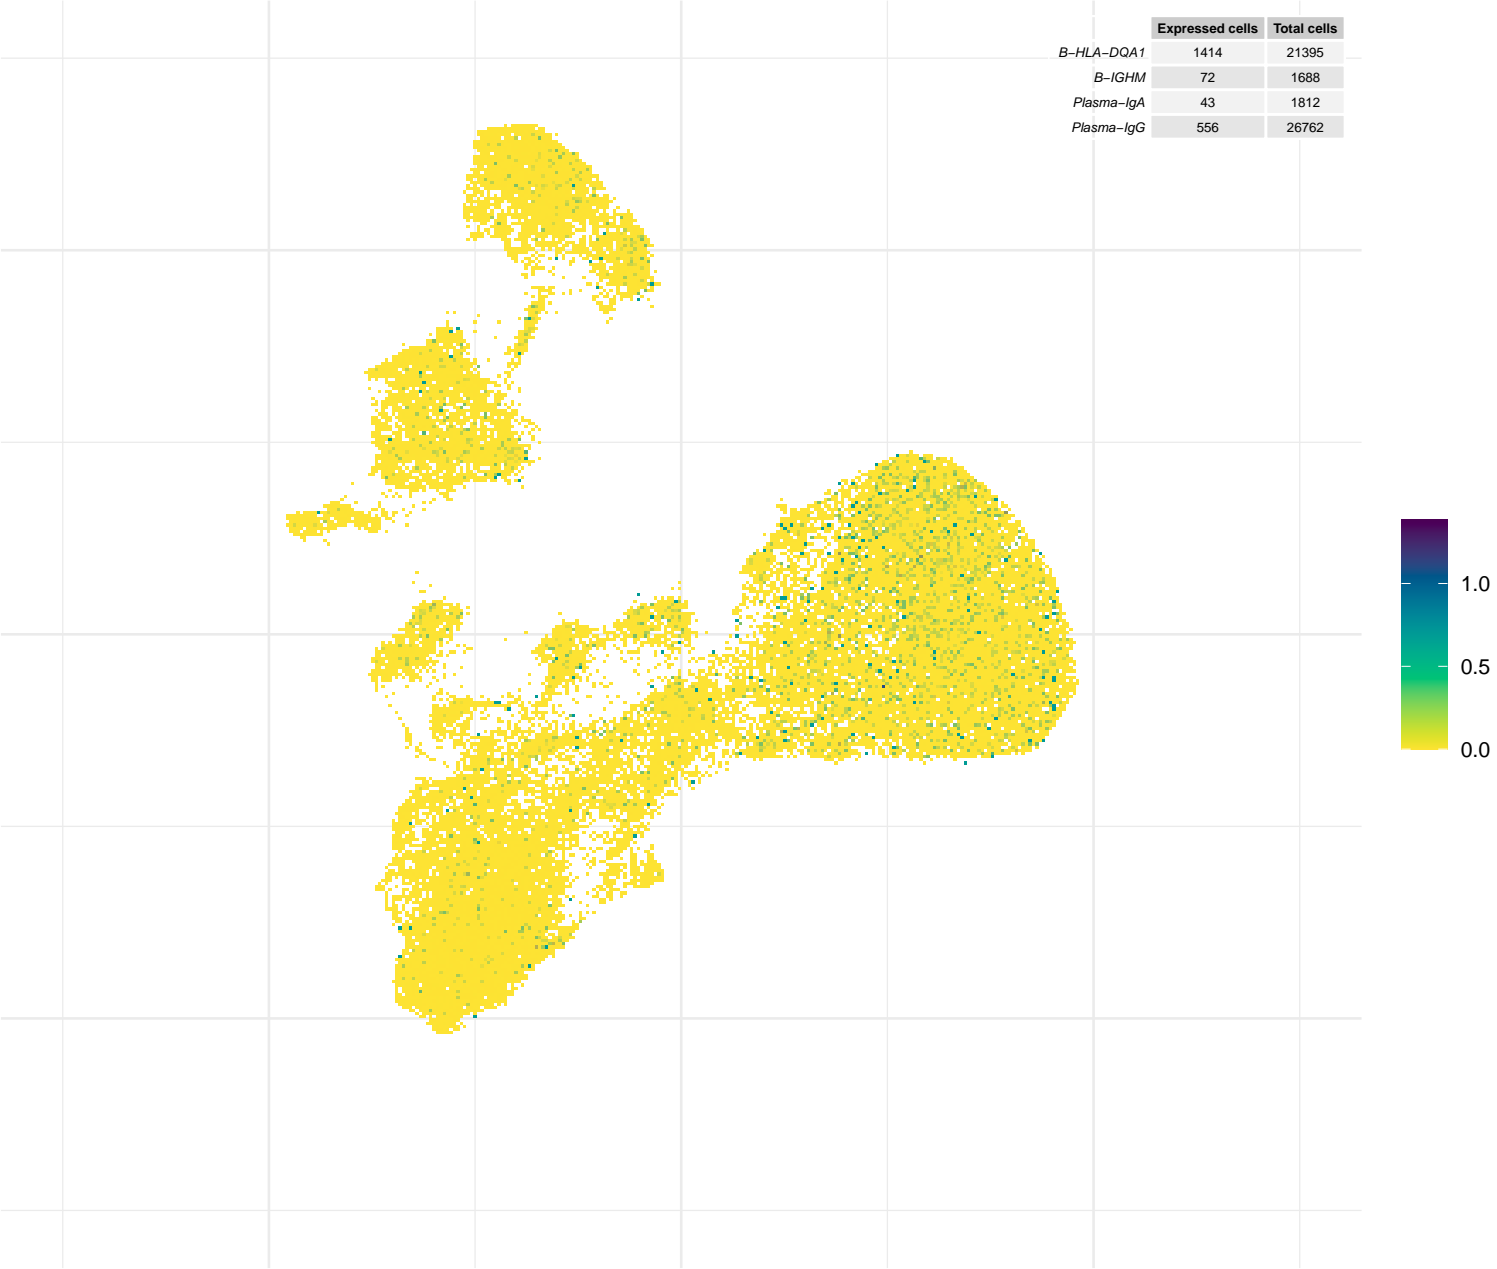 Expressed cells Total cells
B−HLA−DQA1 1414 21395
B−IGHM 72 1688
Plasma−IgA 43 1812
Plasma−IgG 556 26762
1.0
0.5
0.0